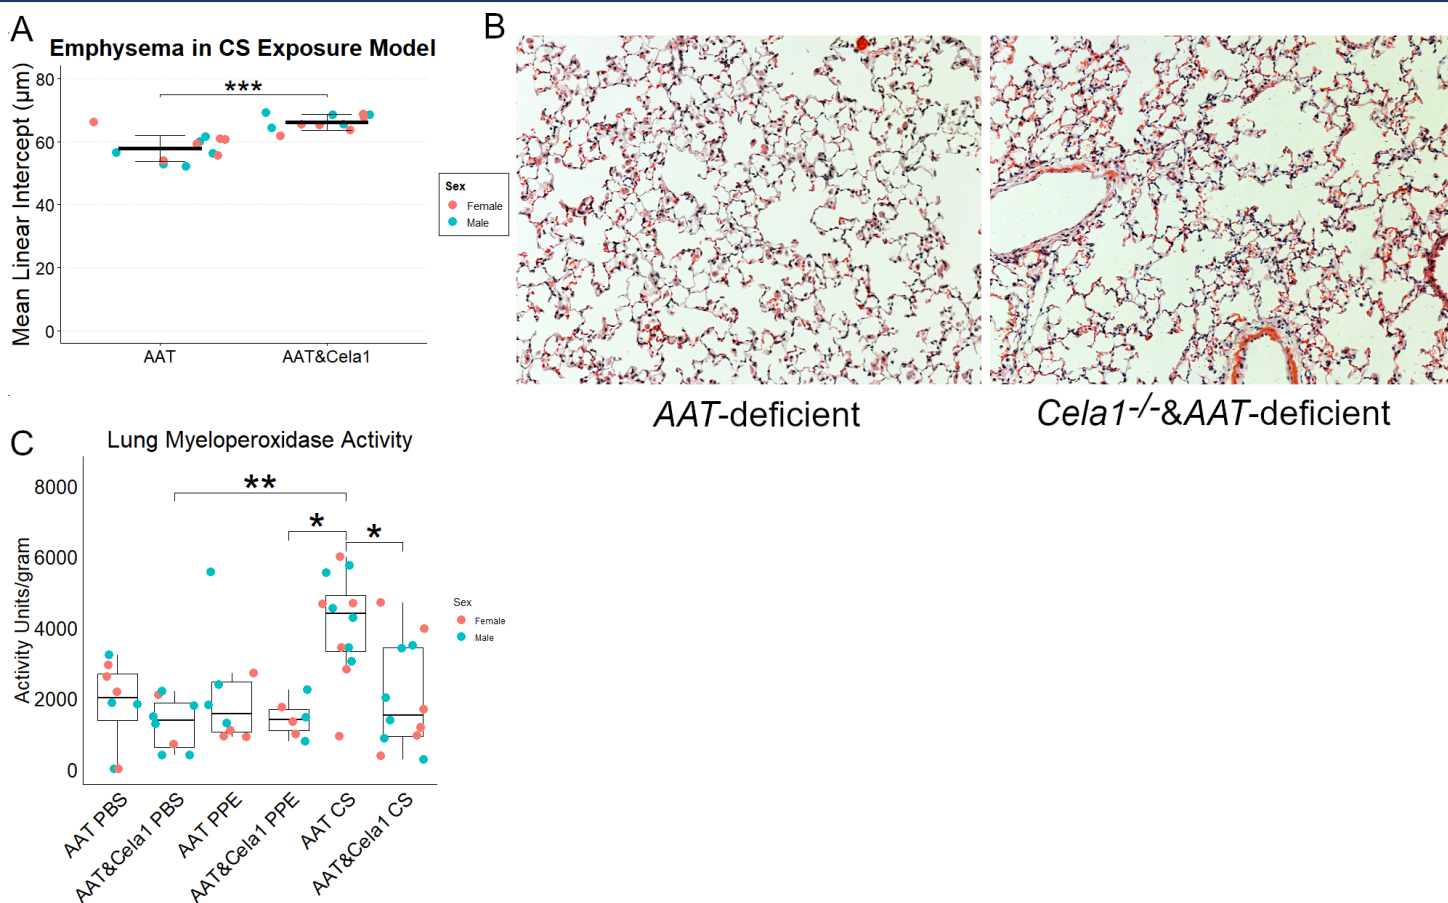 A
Emphysema in CS Exposure Model
Mean Linear Intercept (µm)
80
60
40
20
0
***
AAT
AAT&Cela1
Sex
Female
Male
B
AAT-deficient
Cela1-/-&AAT-deficient
C
Lung Myeloperoxidase Activity
Activity Units/gram
8000
6000
4000
2000
0
**
*
*
AAT PBS
AAT&Cela1 PBS
AAT PPE
AAT&Cela1 PPE
AAT CS
AAT&Cela1 CS
Sex
Female
Male